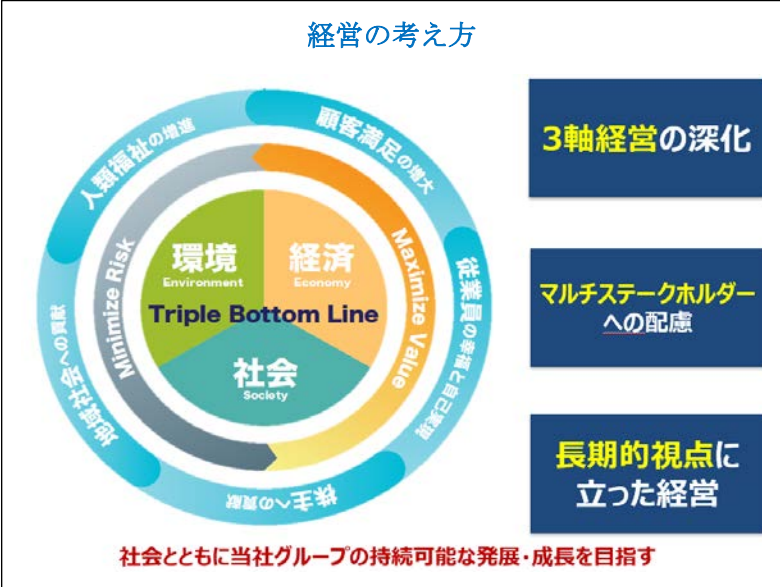 経営の考え方
人類福祉の増進
顧客満足の増大
従業員の幸福と自己実現
株主への貢献
地域社会への貢献
Minimize Risk
Maximize Value
環境
Environment
経済
Economy
Triple Bottom Line
社会
Society
3軸経営の深化
マルチステークホルダー
への配慮
長期的視点に
立った経営
社会とともに当社グループの持続可能な発展・成長を目指す